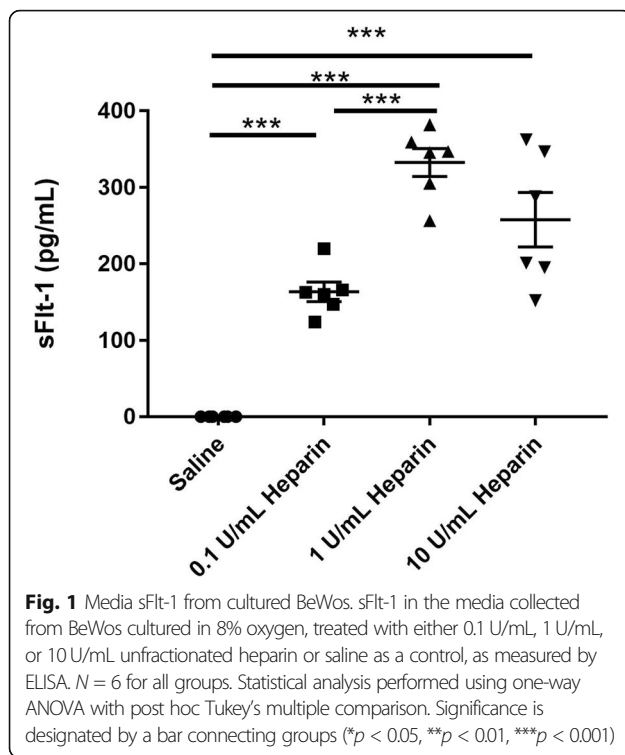 ***
***
***
***
400
300
200
100
0
sFlt-1 (pg/mL)
Saline
0.1 U/mL Heparin
1 U/mL Heparin
10 U/mL Heparin
Fig. 1 Media sFlt-1 from cultured BeWos. sFlt-1 in the media collected
from BeWos cultured in 8% oxygen, treated with either 0.1 U/mL, 1 U/mL,
or 10 U/mL unfractionated heparin or saline as a control, as measured by
ELISA. N = 6 for all groups. Statistical analysis performed using one-way
ANOVA with post hoc Tukey's multiple comparison. Significance is
designated by a bar connecting groups (*p < 0.05, **p < 0.01, ***p < 0.001)